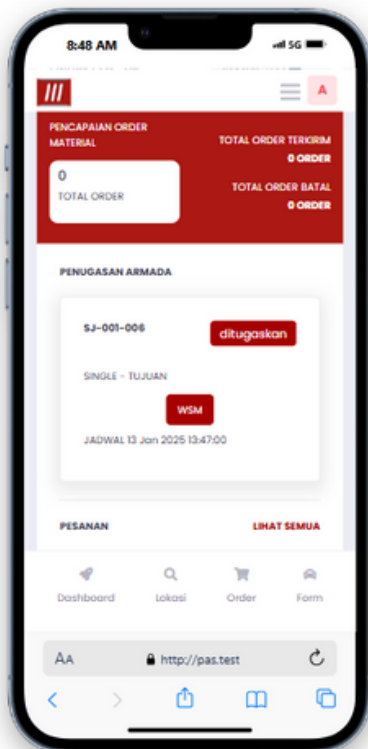 8:48 AM
5G
A
PENCAPAIAN ORDER
MATERIAL
0
TOTAL ORDER
TOTAL ORDER TERKIRIM
0 ORDER
TOTAL ORDER BATAL
0 ORDER
PENUGASAN ARMADA
SJ-001-006
ditugaskan
SINGLE - TUJUAN
WSM
JADWAL 13 Jan 2025 13:47:00
PESANAN
LIHAT SEMUA
Dashboard
Lokasi
Order
Form
AA
http://pas.test